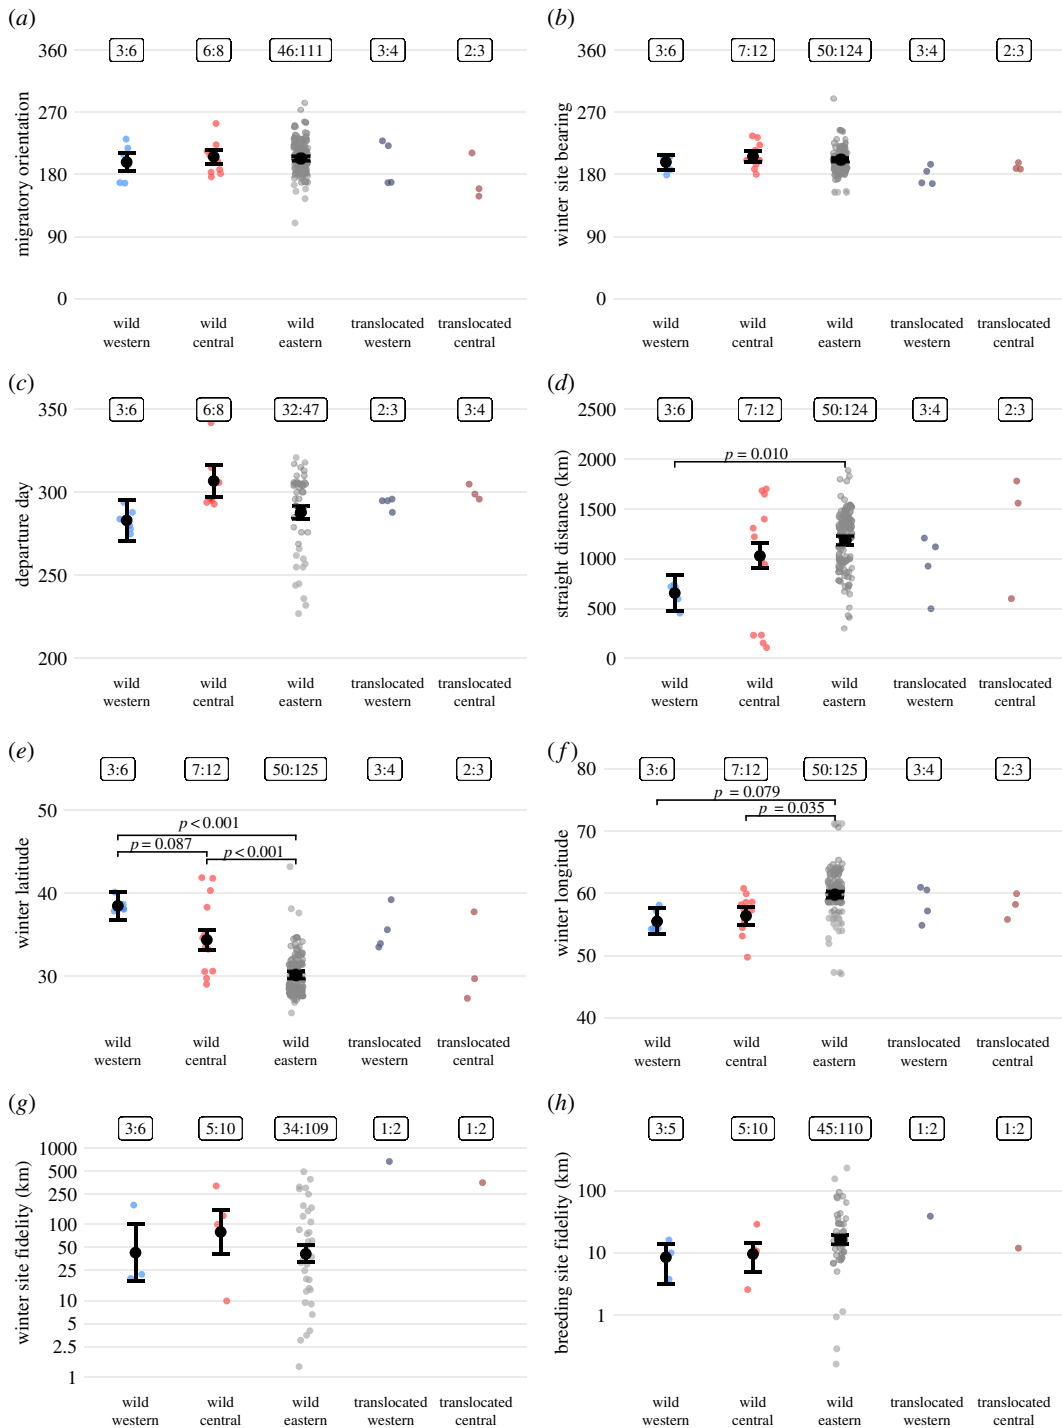 (a)
360
270
180
90
0
migratory orientation
3:6
6:8
46:111
3:4
2:3
wild western
wild central
wild eastern
translocated western
translocated central
(b)
360
270
180
90
0
winter site bearing
3:6
7:12
50:124
3:4
2:3
wild western
wild central
wild eastern
translocated western
translocated central
(c)
350
300
250
200
departure day
3:6
6:8
32:47
2:3
3:4
wild western
wild central
wild eastern
translocated western
translocated central
(d)
2500
2000
1500
1000
500
0
straight distance (km)
3:6
7:12
50:124
3:4
2:3
p = 0.010
wild western
wild central
wild eastern
translocated western
translocated central
(e)
50
40
30
winter latitude
3:6
7:12
50:125
3:4
2:3
p < 0.001
p = 0.087
p < 0.001
wild western
wild central
wild eastern
translocated western
translocated central
(f)
80
70
60
50
40
winter longitude
3:6
7:12
50:125
3:4
2:3
p = 0.079
p = 0.035
wild western
wild central
wild eastern
translocated western
translocated central
(g)
1000
500
250
100
50
25
10
5
2.5
1
winter site fidelity (km)
3:6
5:10
34:109
1:2
1:2
wild western
wild central
wild eastern
translocated western
translocated central
(h)
100
10
1
breeding site fidelity (km)
3:5
5:10
45:110
1:2
1:2
wild western
wild central
wild eastern
translocated western
translocated central